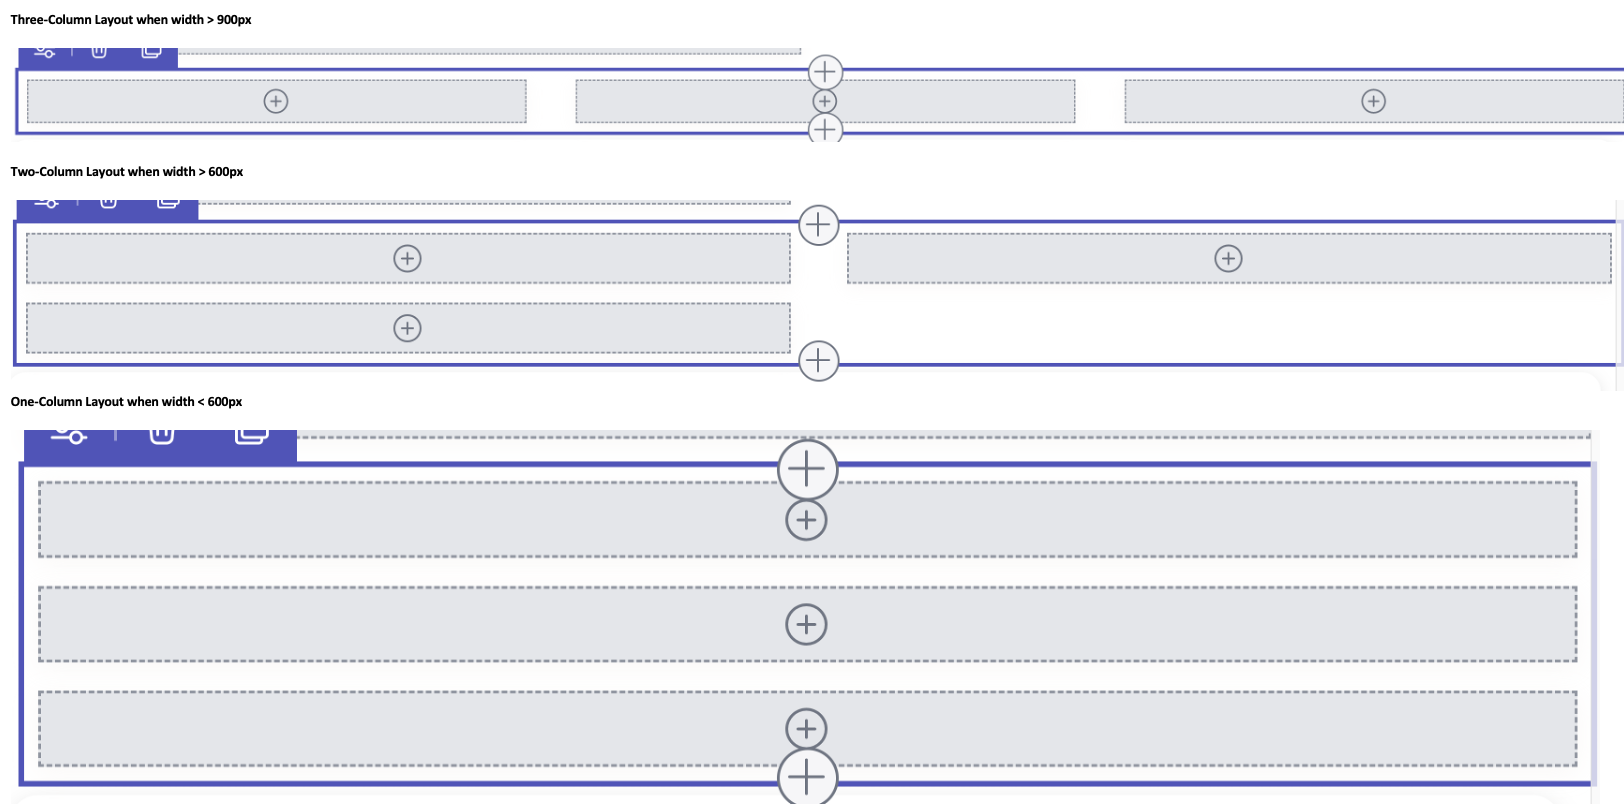 Three-Column Layout when width > 900px
Two-Column Layout when width > 600px
One-Column Layout when width < 600px